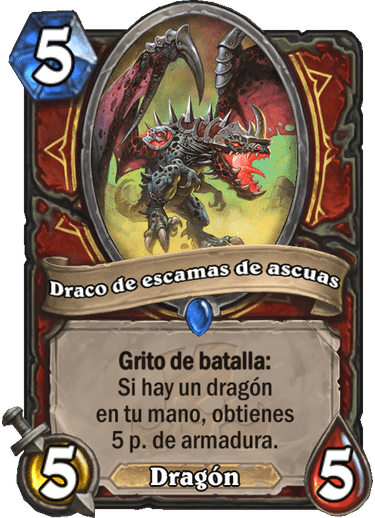 5
Draco de escamas de ascuas
Grito de batalla:
Si hay un dragón
en tu mano, obtienes
5 p. de armadura.
5
Dragón
5